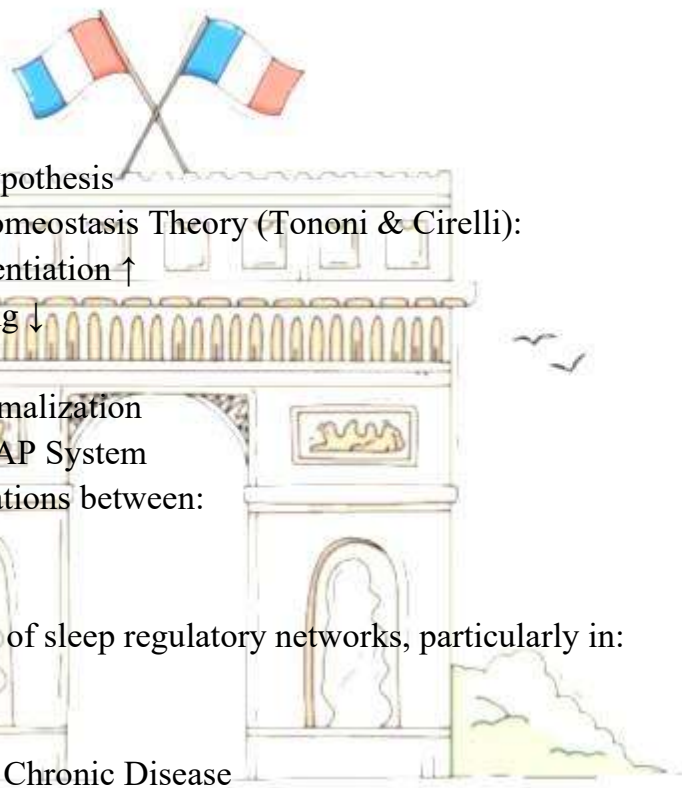 pothesis
omeostasis Theory (Tononi & Cirelli):
entiation ↑
g ↓
malization
AP System
ations between:
of sleep regulatory networks, particularly in:
Chronic Disease